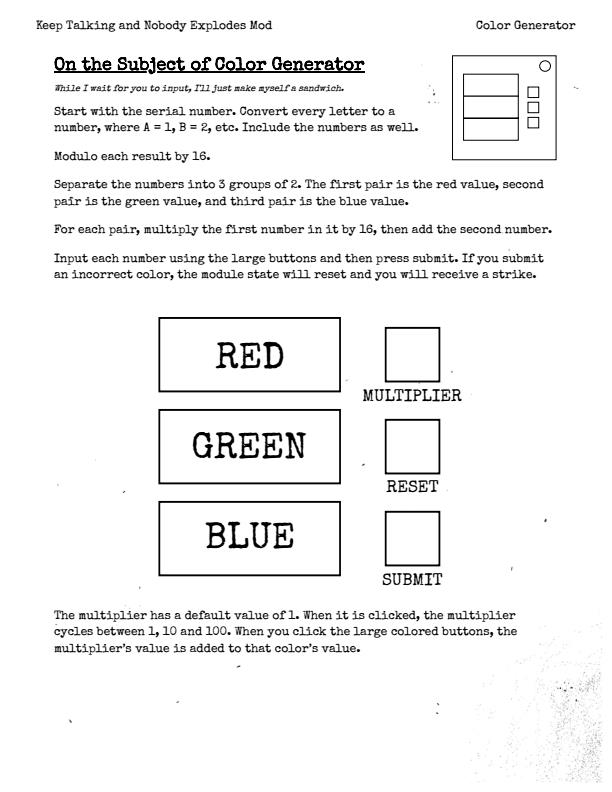 Keep Talking and Nobody Explodes Mod
Color Generator
On the Subject of Color Generator
While I wait for you to input, I'll just make myself a sandwich.
Start with the serial number. Convert every letter to a
number, where A = 1, B = 2, etc. Include the numbers as well.
Modulo each result by 16.
Separate the numbers into 3 groups of 2. The first pair is the red value, second
pair is the green value, and third pair is the blue value.
For each pair, multiply the first number in it by 16, then add the second number.
Input each number using the large buttons and then press submit. If you submit
an incorrect color, the module state will reset and you will receive a strike.
RED
MULTIPLIER
GREEN
RESET
BLUE
SUBMIT
The multiplier has a default value of 1. When it is clicked, the multiplier
cycles between 1, 10 and 100. When you click the large colored buttons, the
multiplier's value is added to that color's value.